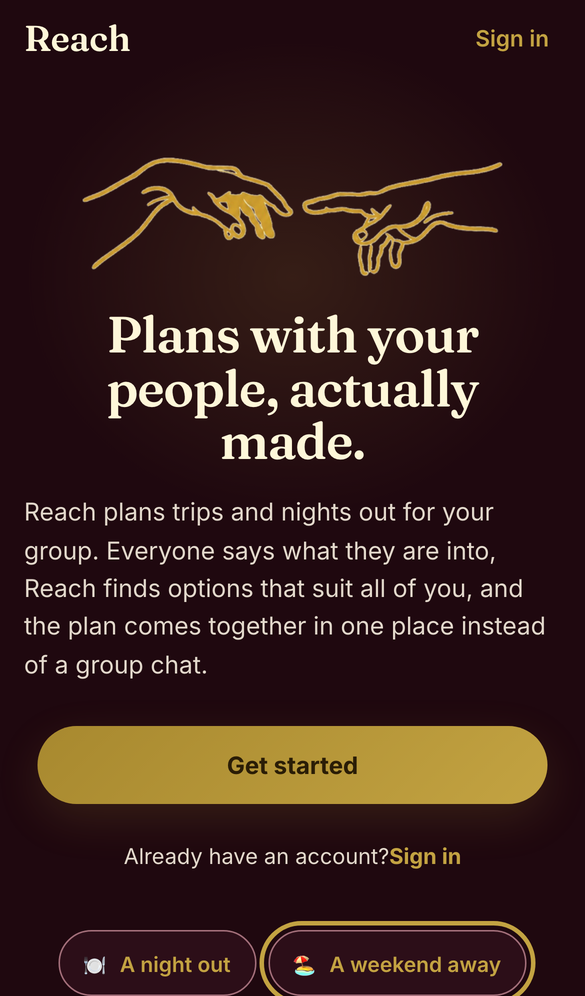 Reach
Sign in
Plans with your
people, actually
made.
Reach plans trips and nights out for your
group. Everyone says what they are into,
Reach finds options that suit all of you, and
the plan comes together in one place instead
of a group chat.
Get started
Already have an account?Sign in
A night out
A weekend away